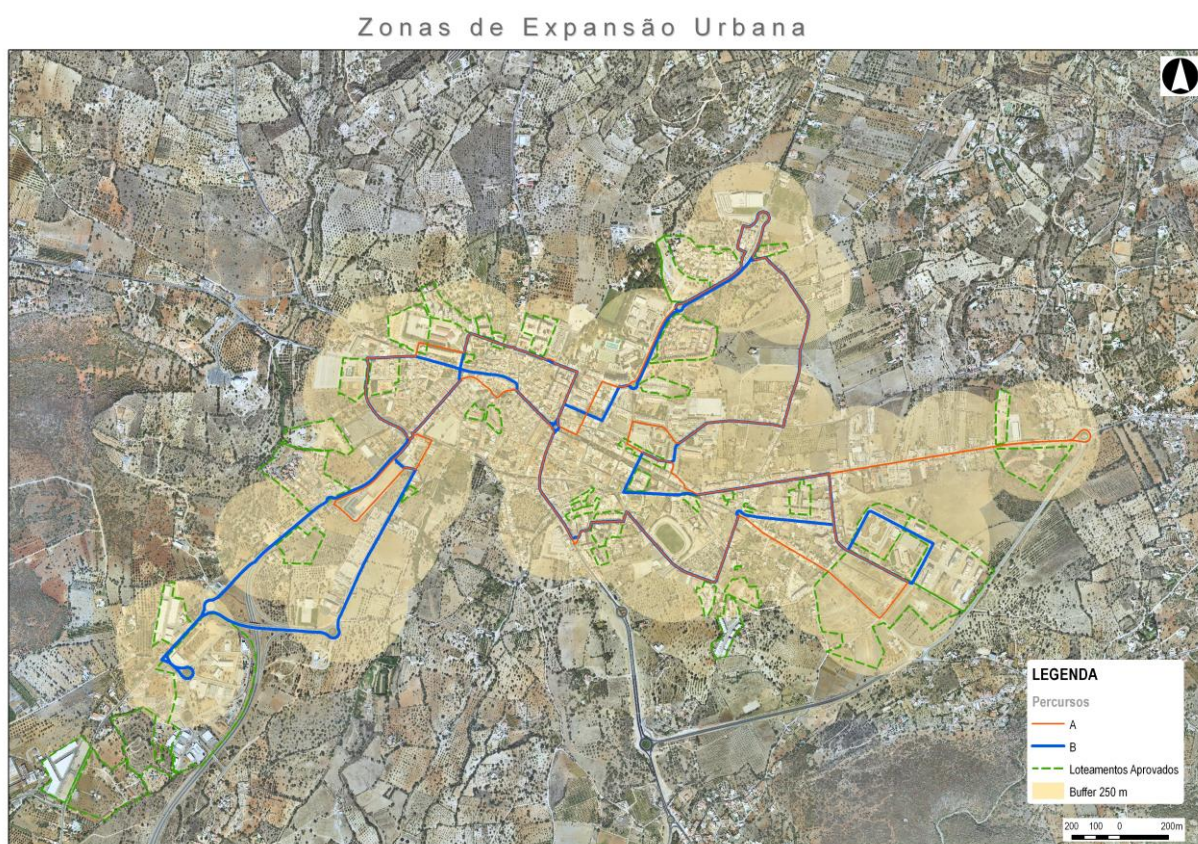 Zonas de Expansão Urbana
LEGENDA
Percursos
A
B
Loteamentos Aprovados
Buffer 250 m
200 100 0 200m